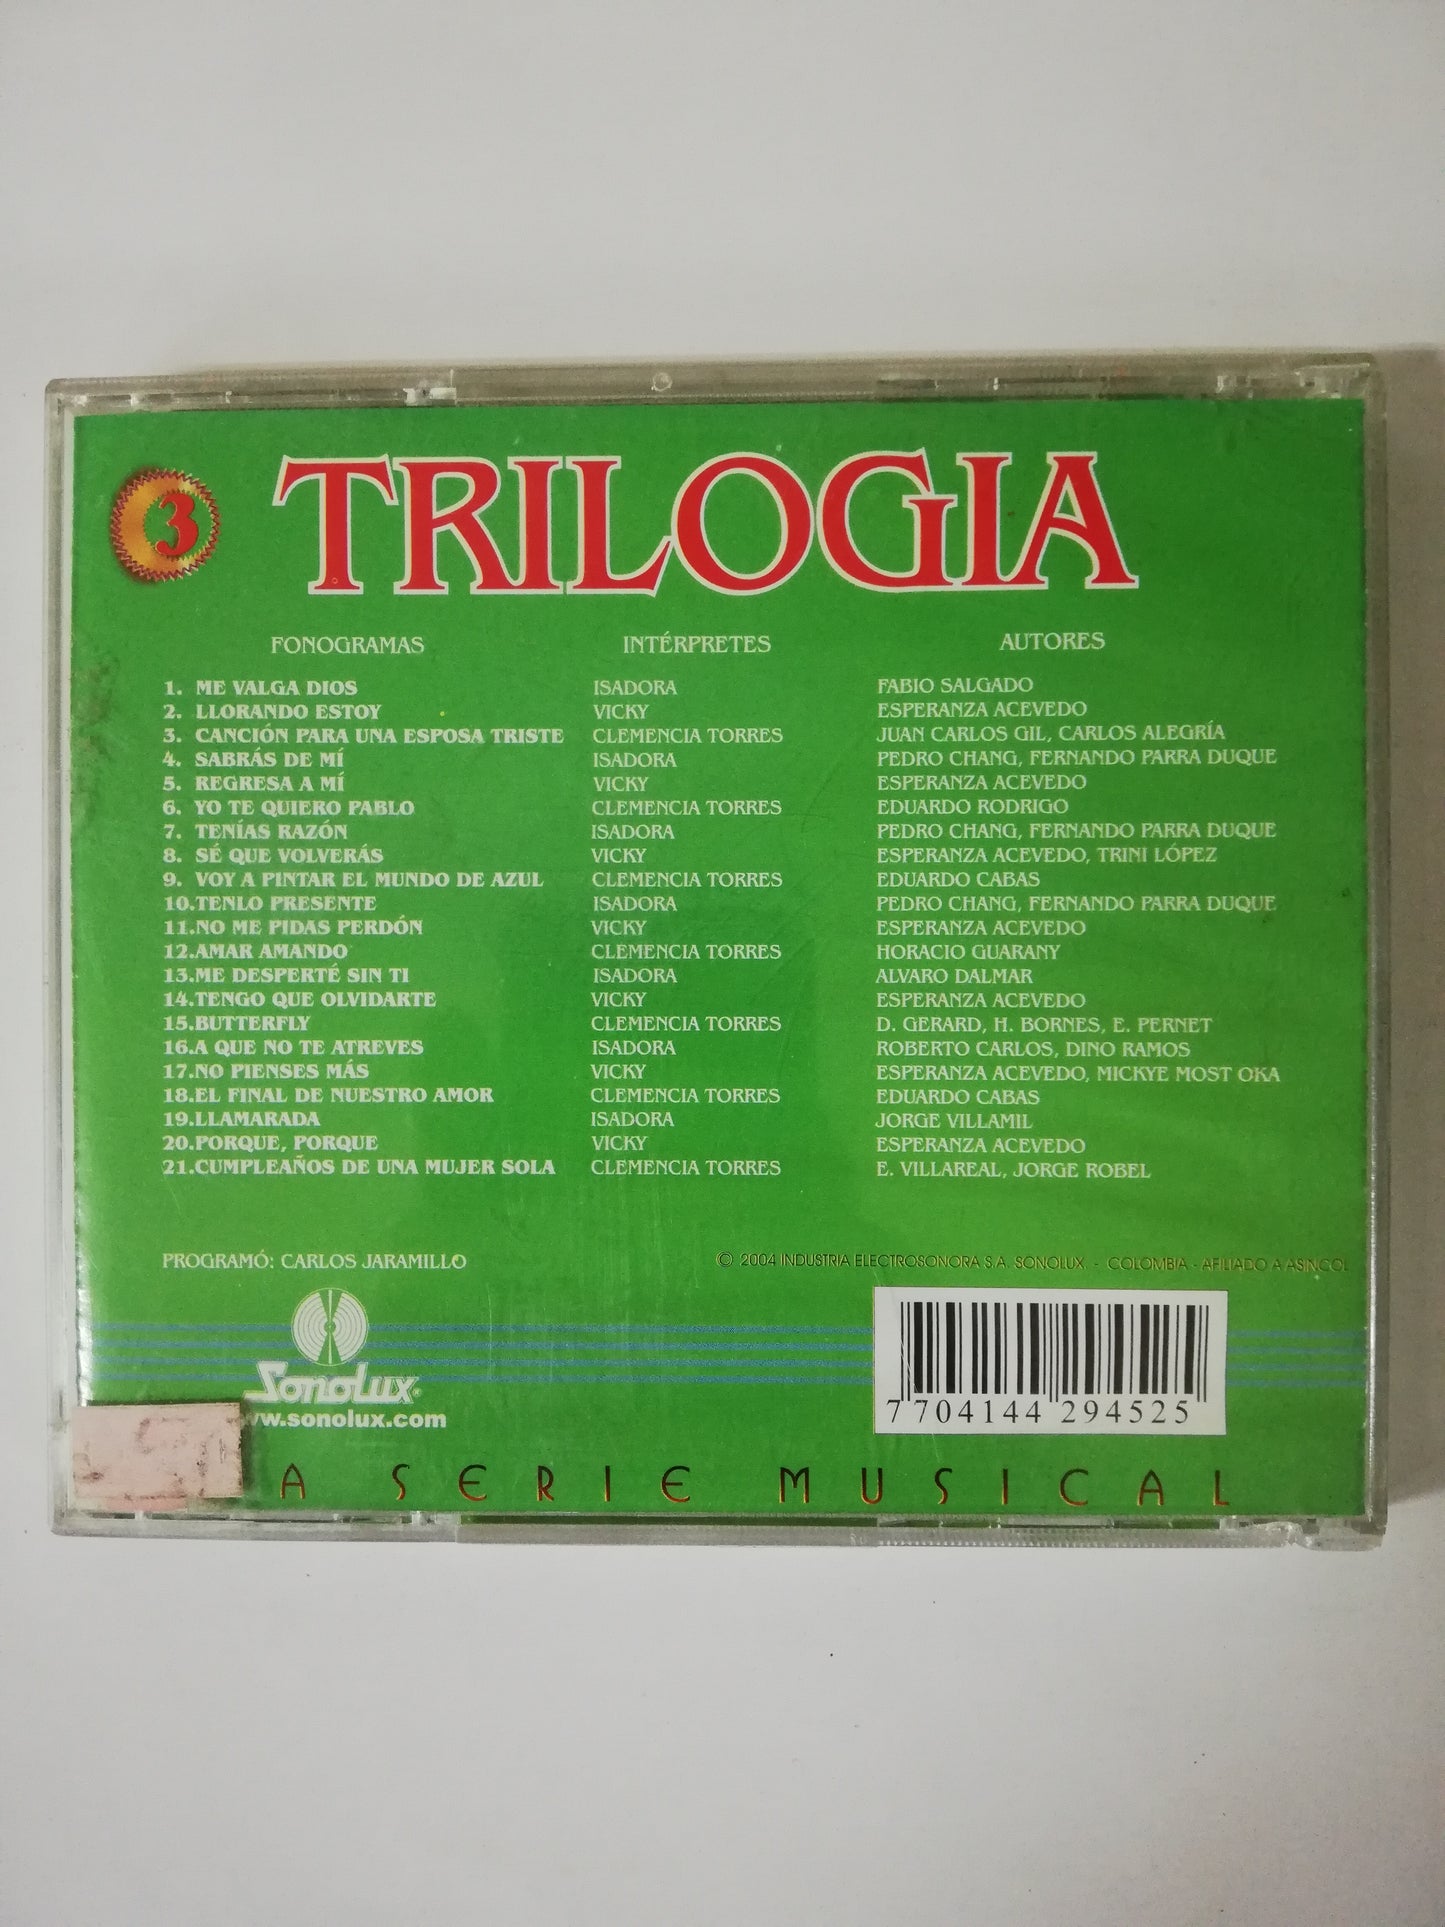 3 TRILOGIA
FONOGRAMAS INTÉRPRETES AUTORES
1. ME VALGA DIOS ISADORA FABIO SALGADO
2. LLORANDO ESTOY VICKY ESPERANZA ACEVEDO
3. CANCIÓN PARA UNA ESPOSA TRISTE CLEMENCIA TORRES JUAN CARLOS GIL, CARLOS ALEGRÍA
4. SABRÁS DE MÍ ISADORA PEDRO CHANG, FERNANDO PARRA DUQUE
5. REGRESA A MÍ VICKY ESPERANZA ACEVEDO
6. YO TE QUIERO PABLO CLEMENCIA TORRES EDUARDO RODRIGO
7. TENÍAS RAZÓN ISADORA PEDRO CHANG, FERNANDO PARRA DUQUE
8. SÉ QUE VOLVERÁS VICKY ESPERANZA ACEVEDO, TRINI LÓPEZ
9. VOY A PINTAR EL MUNDO DE AZUL CLEMENCIA TORRES EDUARDO CABAS
10.TENLO PRESENTE ISADORA PEDRO CHANG, FERNANDO PARRA DUQUE
11.NO ME PIDAS PERDÓN VICKY ESPERANZA ACEVEDO
12.AMAR AMANDO CLEMENCIA TORRES HORACIO GUARANY
13.ME DESPERTÉ SIN TI ISADORA ALVARO DALMAR
14.TENGO QUE OLVIDARTE VICKY ESPERANZA ACEVEDO
15.BUTTERFLY CLEMENCIA TORRES D. GERARD, H. BORNES, E. PERNET
16.A QUE NO TE ATREVES ISADORA ROBERTO CARLOS, DINO RAMOS
17.NO PIENSES MÁS VICKY ESPERANZA ACEVEDO, MICKYE MOST OKA
18.EL FINAL DE NUESTRO AMOR CLEMENCIA TORRES EDUARDO CABAS
19.LLAMARADA ISADORA JORGE VILLAMIL
20.PORQUE, PORQUE VICKY ESPERANZA ACEVEDO
21.CUMPLEAÑOS DE UNA MUJER SOLA CLEMENCIA TORRES E. VILLAREAL, JORGE ROBEL
PROGRAMÓ: CARLOS JARAMILLO © 2004 INDUSTRIA ELECTROSONORA S.A. SONOLUX - COLOMBIA - AFILIADO A ASINCOL
SONOLUX
www.sonolux.com
7 704144 294525
A SERIE MUSICAL